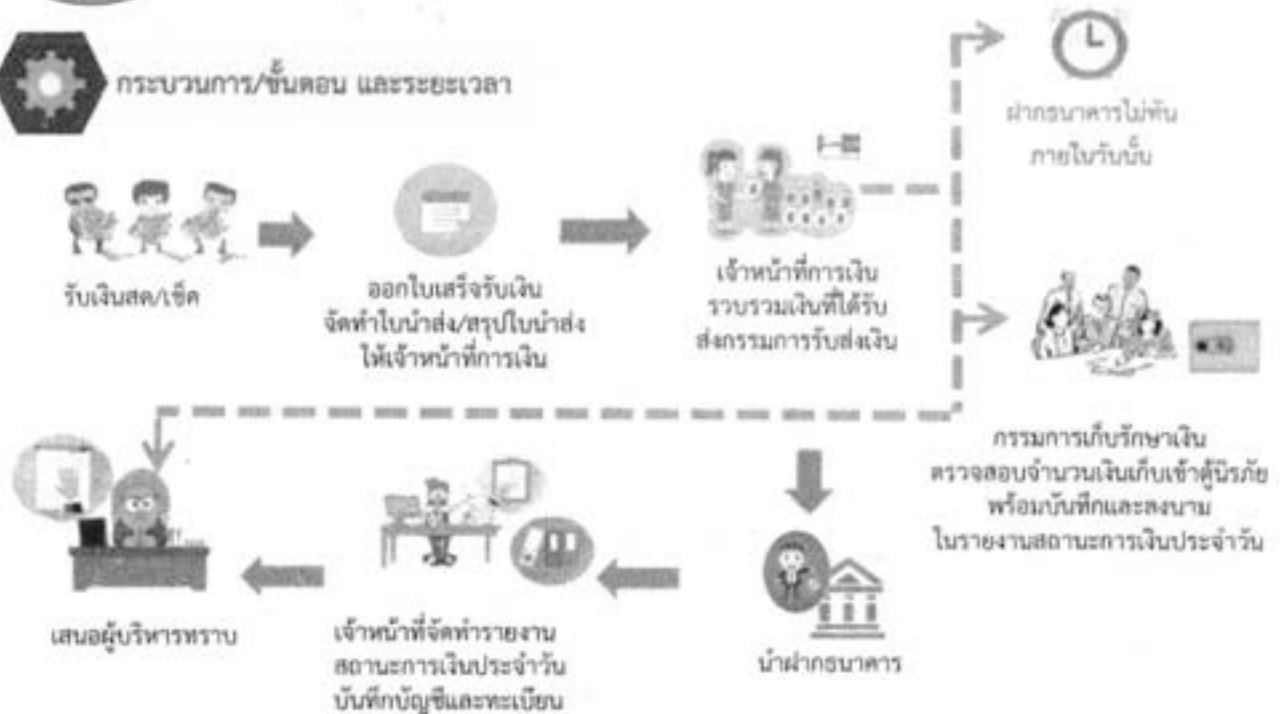 กระบวนการ/ขั้นตอน และระยะเวลา
รับเงินสด/เช็ค
ออกใบเสร็จรับเงิน
จัดทำใบนำส่ง/สรุปใบนำส่ง
ให้เจ้าหน้าที่การเงิน
เจ้าหน้าที่การเงิน
รวบรวมเงินที่ได้รับ
ส่งกรรมการรับส่งเงิน
ฝากธนาคารไม่ทัน
ภายในวันนั้น
กรรมการเก็บรักษาเงิน
ตรวจสอบจำนวนเงินเก็บเข้าตู้นิรภัย
พร้อมบันทึกและลงนาม
ในรายงานสถานะการเงินประจำวัน
นำฝากธนาคาร
เจ้าหน้าที่จัดทำรายงาน
สถานะการเงินประจำวัน
บันทึกบัญชีและทะเบียน
เสนอผู้บริหารทราบ